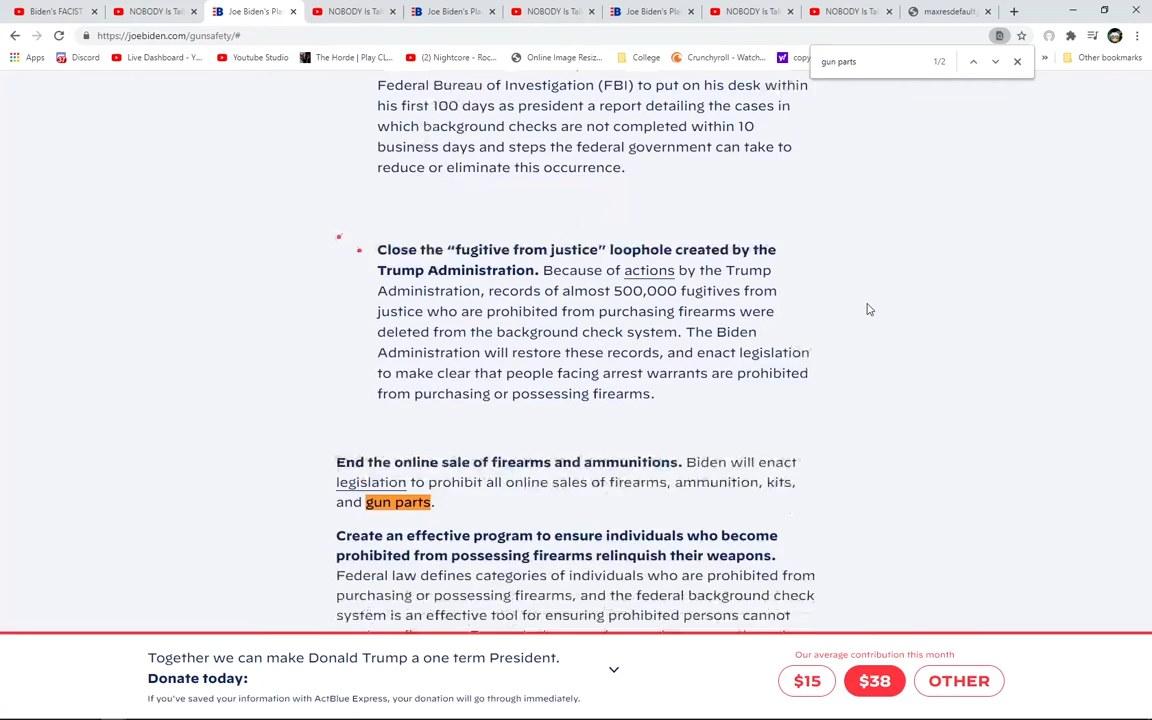 Biden's FACIST
NOBODY Is Tal
Joe Biden's Pla
NOBODY Is Tal
Joe Biden's Pla
NOBODY Is Tal
Joe Biden's Pla
NOBODY Is Tal
NOBODY Is Tal
maxresdefault.j
https://joebiden.com/gunsafety/#
gun parts 1/2
Apps Discord Live Dashboard - Y... YouTube Studio The Horde | Play CL... (2) Nightcore - Roc... Online Image Resiz... College Crunchyroll - Watch... copy Other bookmarks
Federal Bureau of Investigation (FBI) to put on his desk within
his first 100 days as president a report detailing the cases in
which background checks are not completed within 10
business days and steps the federal government can take to
reduce or eliminate this occurrence.
Close the “fugitive from justice” loophole created by the
Trump Administration. Because of actions by the Trump
Administration, records of almost 500,000 fugitives from
justice who are prohibited from purchasing firearms were
deleted from the background check system. The Biden
Administration will restore these records, and enact legislation
to make clear that people facing arrest warrants are prohibited
from purchasing or possessing firearms.
End the online sale of firearms and ammunitions. Biden will enact
legislation to prohibit all online sales of firearms, ammunition, kits,
and gun parts.
Create an effective program to ensure individuals who become
prohibited from possessing firearms relinquish their weapons.
Federal law defines categories of individuals who are prohibited from
purchasing or possessing firearms, and the federal background check
system is an effective tool for ensuring prohibited persons cannot
Together we can make Donald Trump a one term President.
Donate today:
If you've saved your information with ActBlue Express, your donation will go through immediately.
Our average contribution this month
$15 $38 OTHER